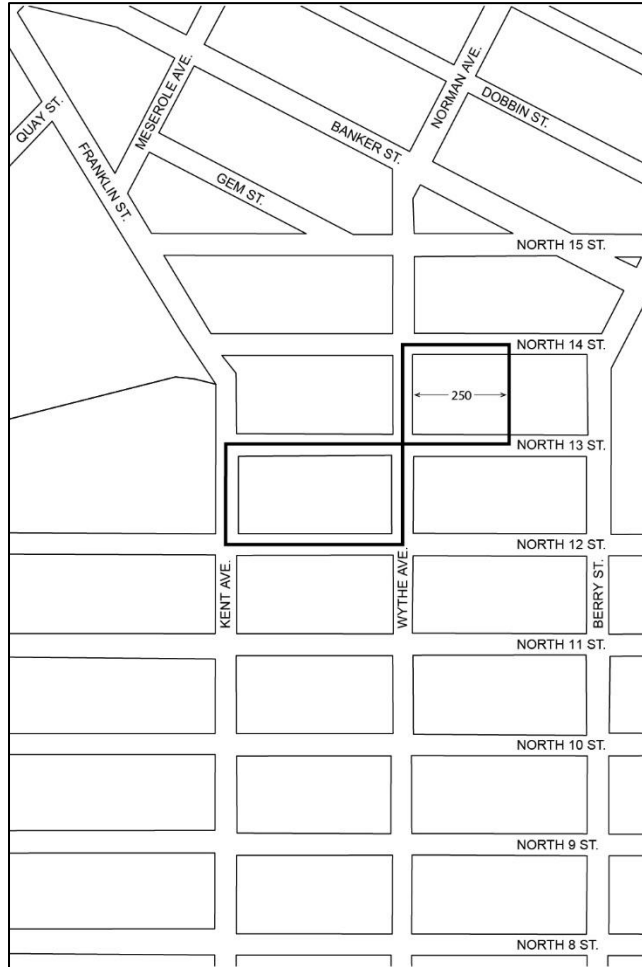 MESEROLE AVE.
NORMAN AVE.
QUAY ST.
DOBBIN ST.
BANKER ST.
FRANKLIN ST.
GEM ST.
NORTH 15 ST.
NORTH 14 ST.
250
NORTH 13 ST.
NORTH 12 ST.
KENT AVE.
WYTHE AVE.
BERRY ST.
NORTH 11 ST.
NORTH 10 ST.
NORTH 9 ST.
NORTH 8 ST.